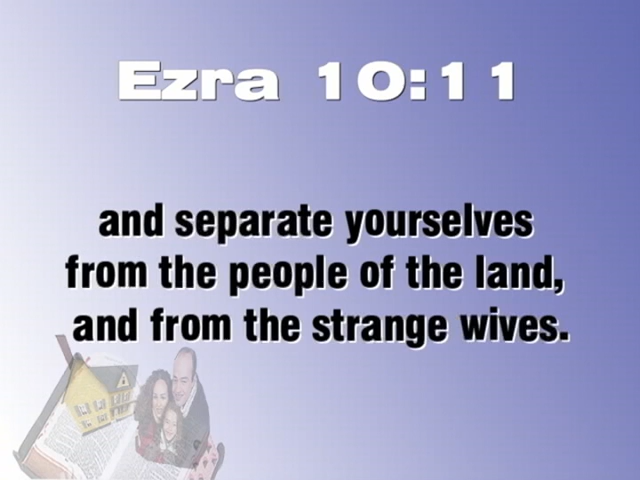 Ezra 10:11
and separate yourselves
from the people of the land,
and from the strange wives.